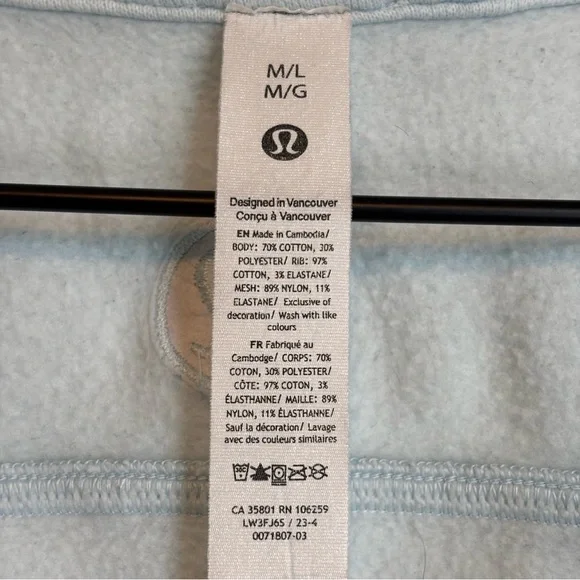 M/L
M/G
Designed in Vancouver
Conçu à Vancouver
EN Made in Cambodia/
BODY: 70% COTTON, 30%
POLYESTER/ RIB: 97%
COTTON, 3% ELASTANE/
MESH: 89% NYLON, 11%
ELASTANE/ Exclusive of
decoration/ Wash with like
colours
FR Fabriqué au
Cambodge/ CORPS: 70%
COTON, 30% POLYESTER/
CÔTE: 97% COTON, 3%
ÉLASTHANNE/ MAILLE: 89%
NYLON, 11% ÉLASTHANNE/
Sauf la décoration/ Lavage
avec des couleurs similaires
CA 35801 RN 106259
LW3FJ6S / 23-4
0071807-03